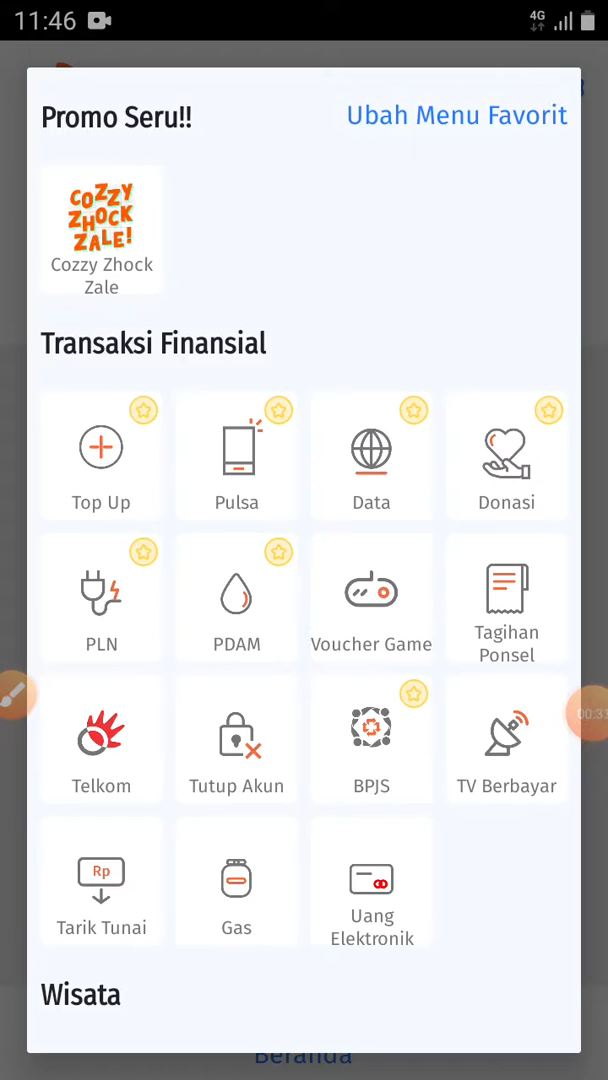 11:46
4G
Promo Seru!!
Ubah Menu Favorit
COZZY
ZHOCK
ZALE!
Cozzy Zhock
Zale
Transaksi Finansial
Top Up
Pulsa
Data
Donasi
PLN
PDAM
Voucher Game
Tagihan
Ponsel
Telkom
Tutup Akun
BPJS
TV Berbayar
Rp
Tarik Tunai
Gas
Uang
Elektronik
Wisata
Beranda